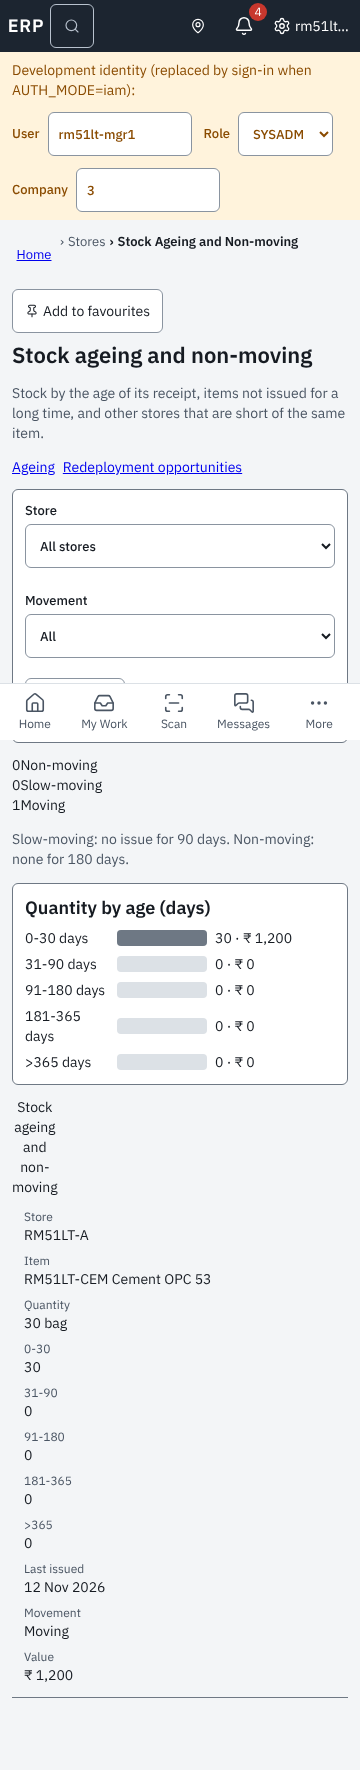 ERP
4
rm51lt...
Development identity (replaced by sign-in when
AUTH_MODE=iam):
User rm51lt-mgr1 Role SYSADM
Company 3
Home › Stores › Stock Ageing and Non-moving
Add to favourites
Stock ageing and non-moving
Stock by the age of its receipt, items not issued for a
long time, and other stores that are short of the same
item.
Ageing Redeployment opportunities
Store
All stores
Movement
All
Home My Work Scan Messages More
0Non-moving
0Slow-moving
1Moving
Slow-moving: no issue for 90 days. Non-moving:
none for 180 days.
Quantity by age (days)
0-30 days 30 · ₹ 1,200
31-90 days 0 · ₹ 0
91-180 days 0 · ₹ 0
181-365
days 0 · ₹ 0
>365 days 0 · ₹ 0
Stock
ageing
and
non-
moving
Store
RM51LT-A
Item
RM51LT-CEM Cement OPC 53
Quantity
30 bag
0-30
30
31-90
0
91-180
0
181-365
0
>365
0
Last issued
12 Nov 2026
Movement
Moving
Value
₹ 1,200